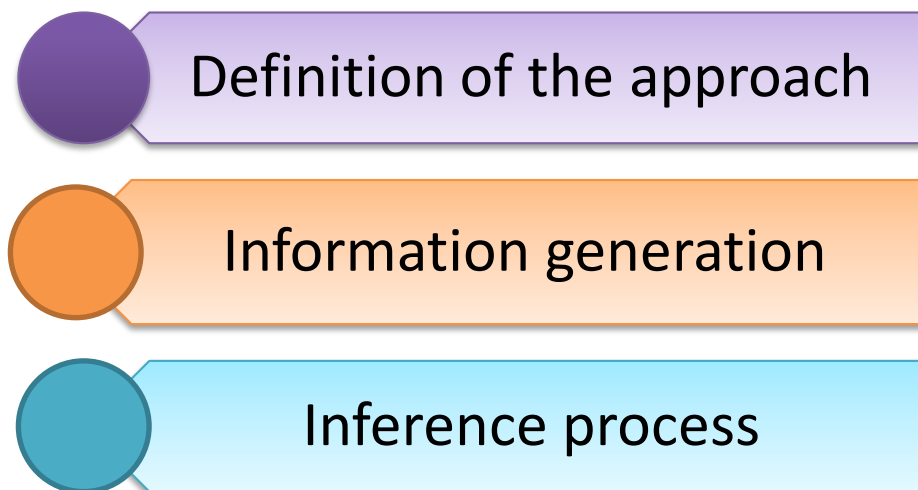 Definition of the approach
Information generation
Inference process